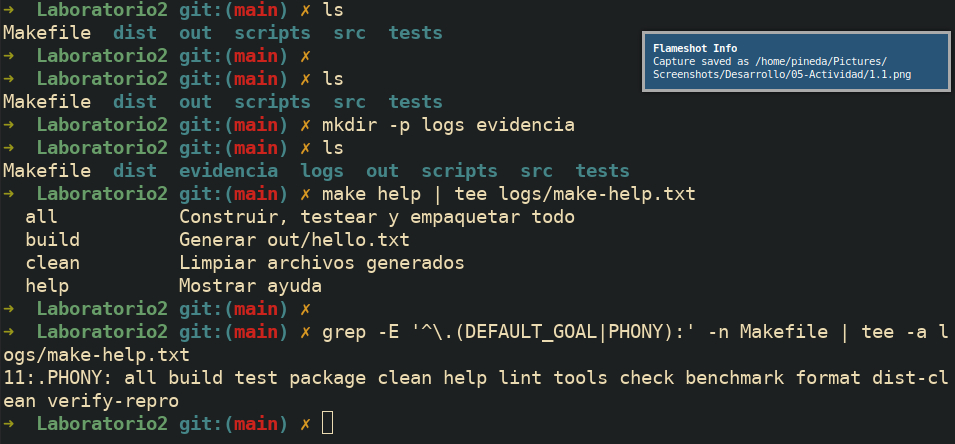 ➜  Laboratorio2 git:(main) ✗ ls
Makefile  dist  out  scripts  src  tests
➜  Laboratorio2 git:(main) ✗
➜  Laboratorio2 git:(main) ✗ ls
Makefile  dist  out  scripts  src  tests
➜  Laboratorio2 git:(main) ✗ mkdir -p logs evidencia
➜  Laboratorio2 git:(main) ✗ ls
Makefile  dist  evidencia  logs  out  scripts  src  tests
➜  Laboratorio2 git:(main) ✗ make help | tee logs/make-help.txt
  all           Construir, testear y empaquetar todo
  build         Generar out/hello.txt
  clean         Limpiar archivos generados
  help          Mostrar ayuda
➜  Laboratorio2 git:(main) ✗
➜  Laboratorio2 git:(main) ✗ grep -E '^\.(DEFAULT_GOAL|PHONY):' -n Makefile | tee -a l
ogs/make-help.txt
11:.PHONY: all build test package clean help lint tools check benchmark format dist-cl
ean verify-repro
➜  Laboratorio2 git:(main) ✗
Flameshot Info
Capture saved as /home/pineda/Pictures/
Screenshots/Desarrollo/05-Actividad/1.1.png